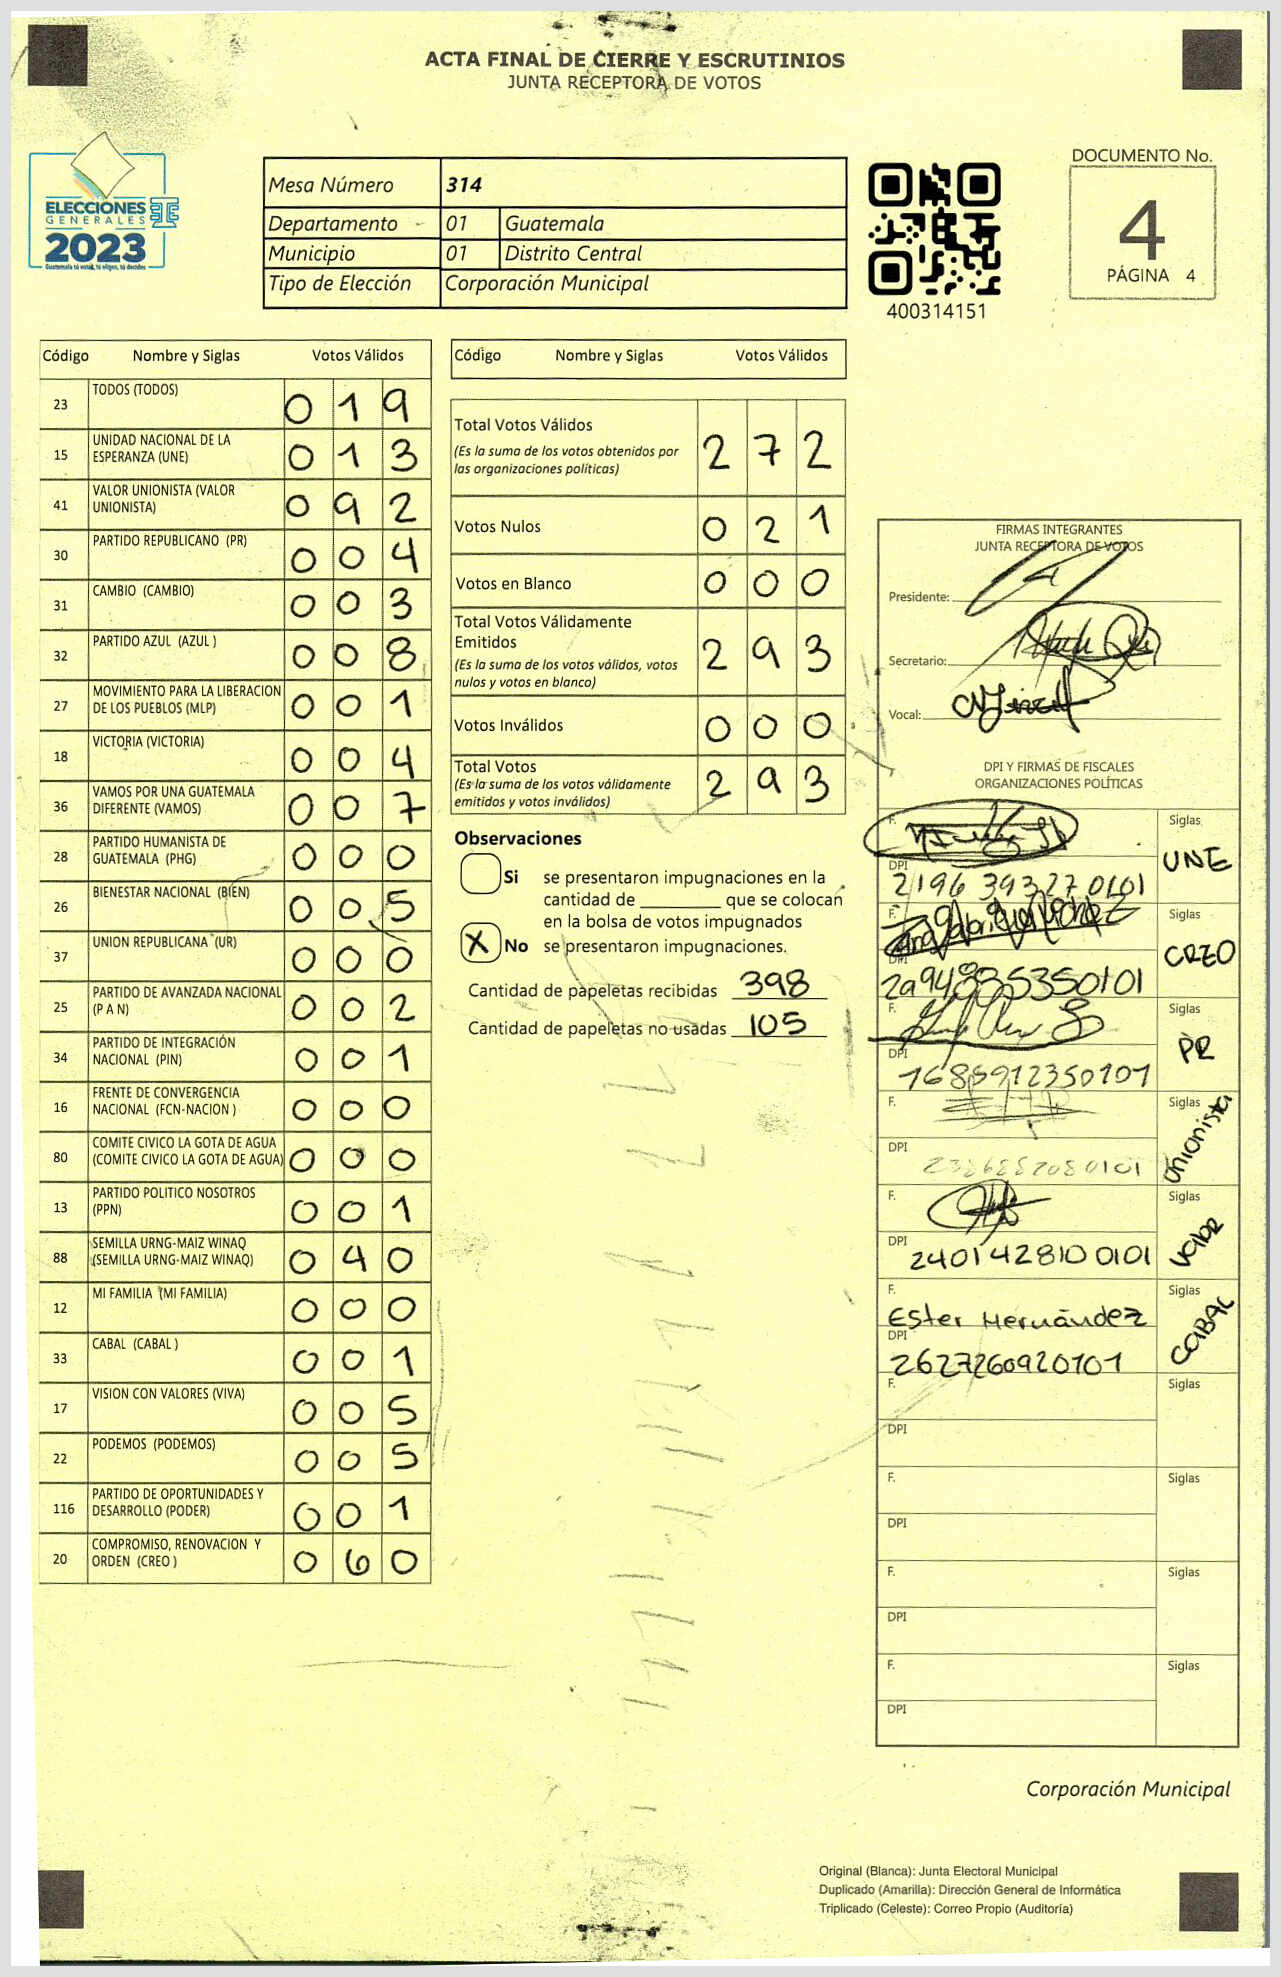 ACTA FINAL DE CIERRE Y ESCRUTINIOS
JUNTA RECEPTORA DE VOTOS
ELECCIONES
GENERALES
2023
Guatemala tú votas, tú eliges, tú decides
Mesa Número 314
Departamento 01 Guatemala
Municipio 01 Distrito Central
Tipo de Elección Corporación Municipal
400314151
DOCUMENTO No.
4
PÁGINA 4
Código Nombre y Siglas Votos Válidos
23 TODOS (TODOS) 0 1 9
15 UNIDAD NACIONAL DE LA
ESPERANZA (UNE) 0 1 3
41 VALOR UNIONISTA (VALOR
UNIONISTA) 0 9 2
30 PARTIDO REPUBLICANO (PR) 0 0 4
31 CAMBIO (CAMBIO) 0 0 3
32 PARTIDO AZUL (AZUL ) 0 0 8
27 MOVIMIENTO PARA LA LIBERACION
DE LOS PUEBLOS (MLP) 0 0 1
18 VICTORIA (VICTORIA) 0 0 4
36 VAMOS POR UNA GUATEMALA
DIFERENTE (VAMOS) 0 0 7
28 PARTIDO HUMANISTA DE
GUATEMALA (PHG) 0 0 0
26 BIENESTAR NACIONAL (BIEN) 0 0 5
37 UNION REPUBLICANA (UR) 0 0 0
25 PARTIDO DE AVANZADA NACIONAL
(P A N) 0 0 2
34 PARTIDO DE INTEGRACIÓN
NACIONAL (PIN) 0 0 1
16 FRENTE DE CONVERGENCIA
NACIONAL (FCN-NACION ) 0 0 0
80 COMITE CIVICO LA GOTA DE AGUA
(COMITE CIVICO LA GOTA DE AGUA) 0 0 0
13 PARTIDO POLITICO NOSOTROS
(PPN) 0 0 1
88 SEMILLA URNG-MAIZ WINAQ
(SEMILLA URNG-MAIZ WINAQ) 0 4 0
12 MI FAMILIA (MI FAMILIA) 0 0 0
33 CABAL (CABAL ) 0 0 1
17 VISION CON VALORES (VIVA) 0 0 5
22 PODEMOS (PODEMOS) 0 0 5
116 PARTIDO DE OPORTUNIDADES Y
DESARROLLO (PODER) 0 0 1
20 COMPROMISO, RENOVACION Y
ORDEN (CREO ) 0 6 0
Código Nombre y Siglas Votos Válidos
Total Votos Válidos 2 7 2
(Es la suma de los votos obtenidos por
las organizaciones políticas)
Votos Nulos 0 2 1
Votos en Blanco 0 0 0
Total Votos Válidamente
Emitidos 2 9 3
(Es la suma de los votos válidos, votos
nulos y votos en blanco)
Votos Inválidos 0 0 0
Total Votos 2 9 3
(Es la suma de los votos válidamente
emitidos y votos inválidos)
Observaciones
Si se presentaron impugnaciones en la
cantidad de ________ que se colocan
en la bolsa de votos impugnados
X No se presentaron impugnaciones.
Cantidad de papeletas recibidas 398
Cantidad de papeletas no usadas 105
FIRMAS INTEGRANTES
JUNTA RECEPTORA DE VOTOS
Presidente:
Secretario:
Vocal:
DPI Y FIRMAS DE FISCALES
ORGANIZACIONES POLÍTICAS
F. Siglas
UNE
DPI
2196 39327 0101
F. Siglas
CREO
DPI
F. Siglas
PR
DPI
1685912350101
F. Siglas
Unionista
DPI
F. Siglas
Valor
DPI
2401428100101
F. Siglas
Ester Hernández
CABAL
DPI
2627260920101
F. Siglas
DPI
F. Siglas
DPI
F. Siglas
DPI
F. Siglas
DPI
Corporación Municipal
Original (Blanca): Junta Electoral Municipal
Duplicado (Amarilla): Dirección General de Informática
Triplicado (Celeste): Correo Propio (Auditoría)